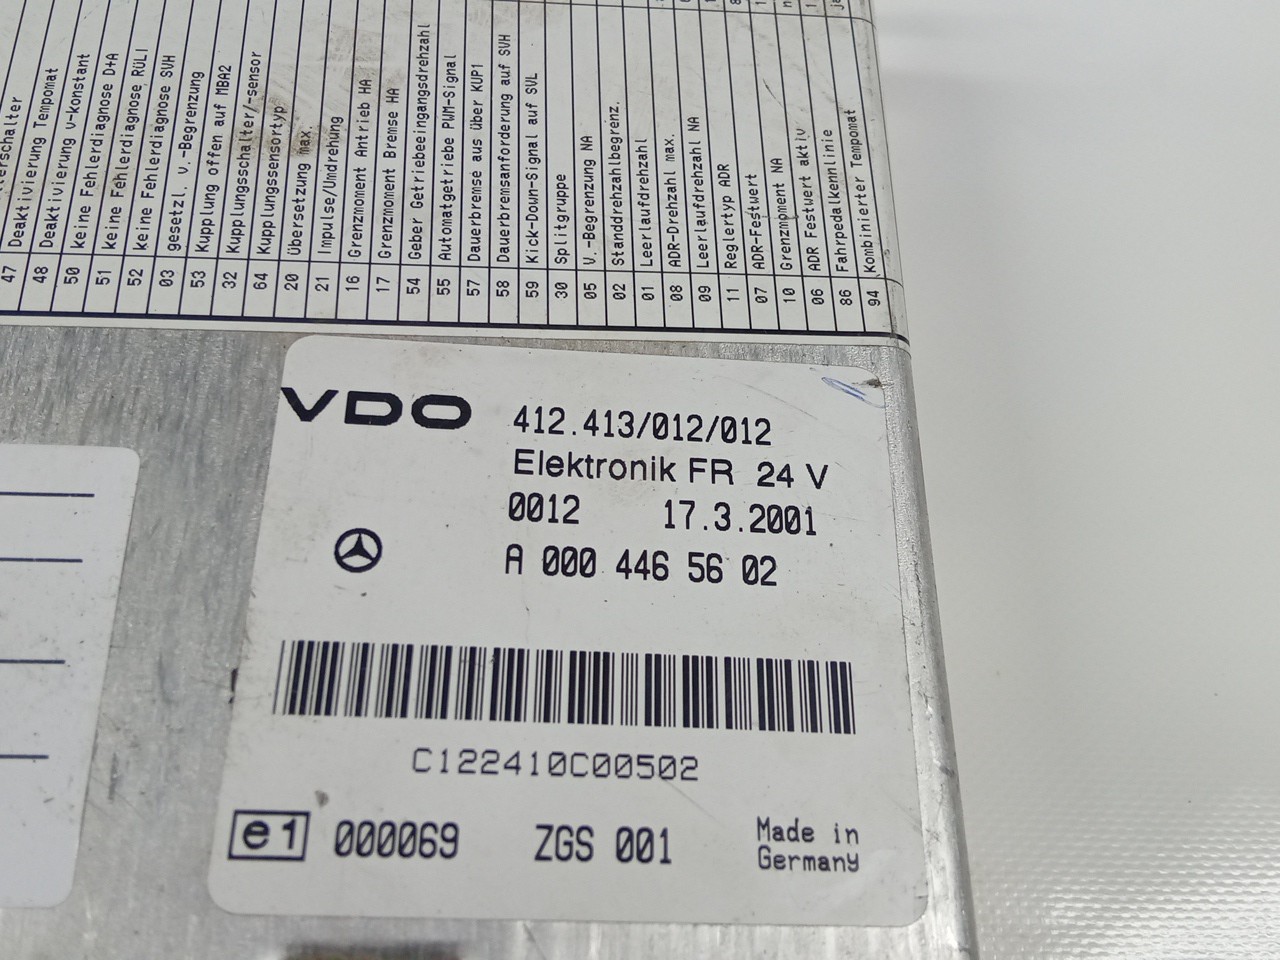 47 Deaktivierung Tempomat
48 Deaktivierung v-konstant
50 keine Fehlerdiagnose D+A
51 keine Fehlerdiagnose RÜLI
52 keine Fehlerdiagnose SVH
03 gesetzl. v.-Begrenzung
53 Kupplung offen auf MBA2
32 Kupplungsschalter/-sensor
64 Kupplungssensortyp
20 Übersetzung max.
21 Impulse/Umdrehung
16 Grenzmoment Antrieb HA
17 Grenzmoment Bremse HA
54 Geber Getriebeeingangsdrehzahl
55 Automatgetriebe PWM-Signal
57 Dauerbremse aus über KUP1
58 Dauerbremsanforderung auf SVH
59 Kick-Down-Signal auf SVL
30 Splitgruppe
05 V.-Begrenzung NA
02 Standdrehzahlbegrenz.
01 Leerlaufdrehzahl
08 ADR-Drehzahl max.
09 Leerlaufdrehzahl NA
11 Reglertyp ADR
07 ADR-Festwert
10 Grenzmoment NA
06 ADR Festwert aktiv
86 Fahrpedalkennlinie
94 Kombinierter Tempomat
VDO 412.413/012/012
Elektronik FR 24 V
0012 17.3.2001
A 000 446 56 02
C122410C00502
e1 000069 ZGS 001 Made in
Germany